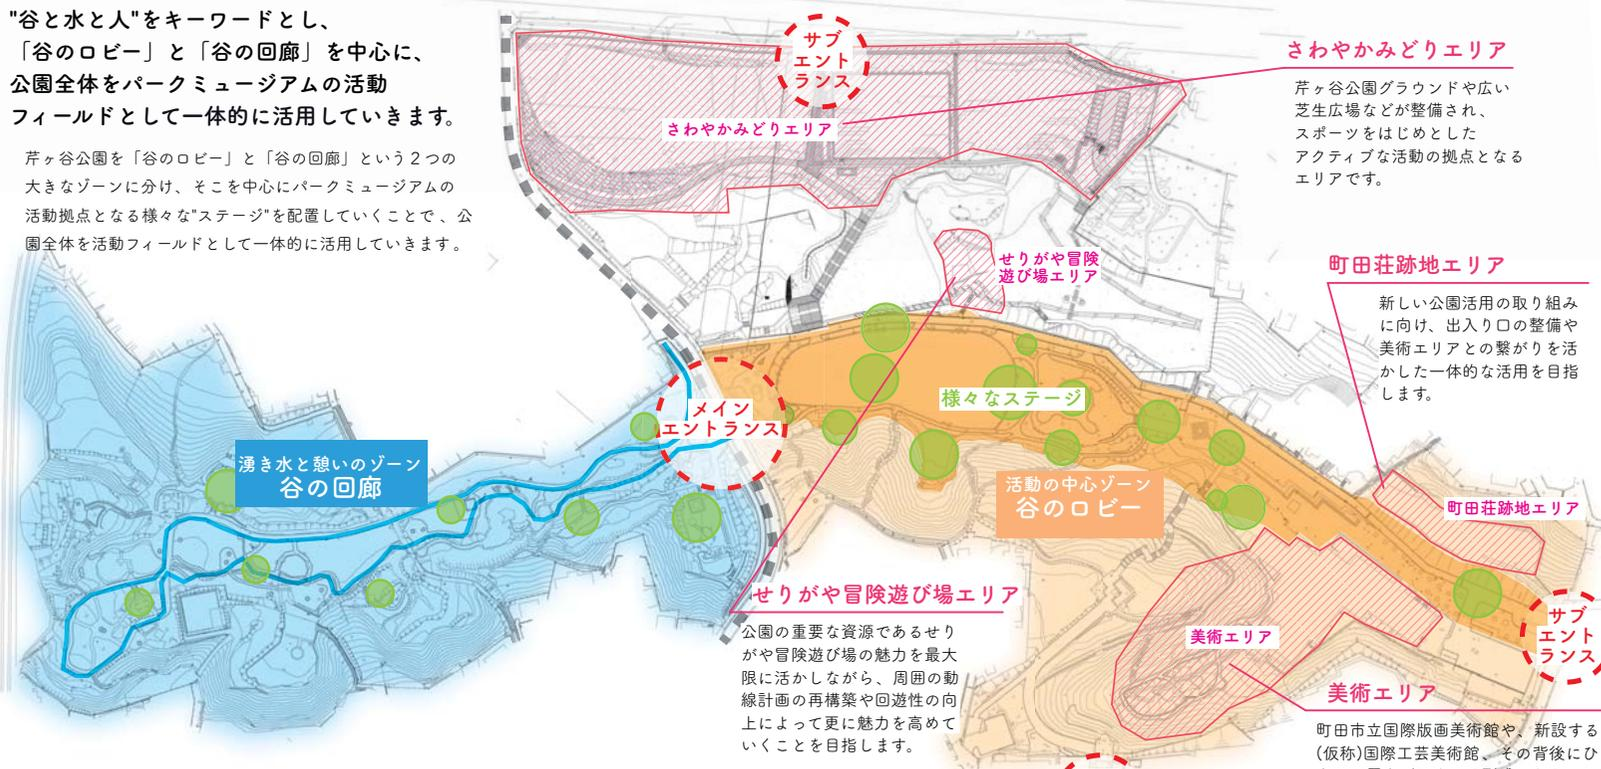 "谷と水と人"をキーワードとし、
「谷のロビー」と「谷の回廊」を中心に、
公園全体をパークミュージアムの活動
フィールドとして一体的に活用していきます。
芹ヶ谷公園を「谷のロビー」と「谷の回廊」という２つの
大きなゾーンに分け、そこを中心にパークミュージアムの
活動拠点となる様々な"ステージ"を配置していくことで、公
園全体を活動フィールドとして一体的に活用していきます。
サブ
エント
ランス
さわやかみどりエリア
さわやかみどりエリア
芹ヶ谷公園グラウンドや広い
芝生広場などが整備され、
スポーツをはじめとした
アクティブな活動の拠点となる
エリアです。
せりがや冒険
遊び場エリア
町田荘跡地エリア
新しい公園活用の取り組み
に向け、出入り口の整備や
美術エリアとの繋がりを活
かした一体的な活用を目指
します。
メイン
エントランス
様々なステージ
湧き水と憩いのゾーン
谷の回廊
活動の中心ゾーン
谷のロビー
町田荘跡地エリア
せりがや冒険遊び場エリア
公園の重要な資源であるせり
がや冒険遊び場の魅力を最大
限に活かしながら、周囲の動
線計画の再構築や回遊性の向
上によって更に魅力を高めて
いくことを目指します。
美術エリア
サブ
エント
ランス
美術エリア
町田市立国際版画美術館や、新設する
(仮称)国際工芸美術館、その背後にひ